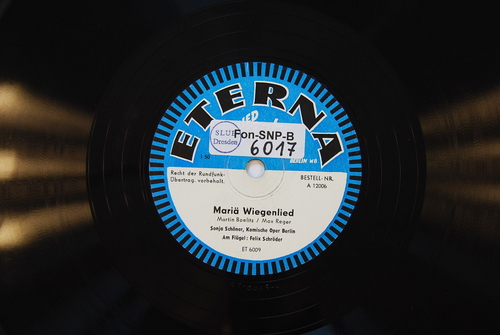 ETERNA
SLUB
Dresden
Fon-SNP-B
6017
BERLIN W8
Recht der Rundfunk-
Übertrag. vorbehalt.
BESTELL-NR.
A 12006
Mariä Wiegenlied
Martin Boelitz / Max Reger
Sonja Schöner, Komische Oper Berlin
Am Flügel: Felix Schröder
ET 6009